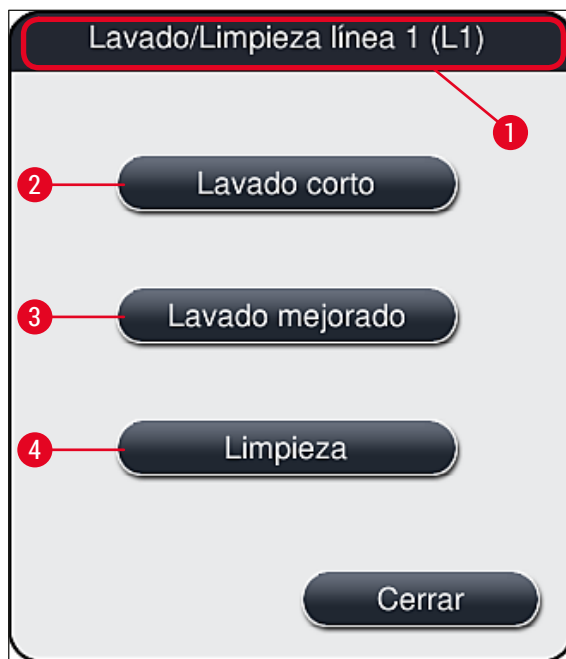 Lavado/Limpieza línea 1 (L1)
1
2
Lavado corto
3
Lavado mejorado
4
Limpieza
Cerrar